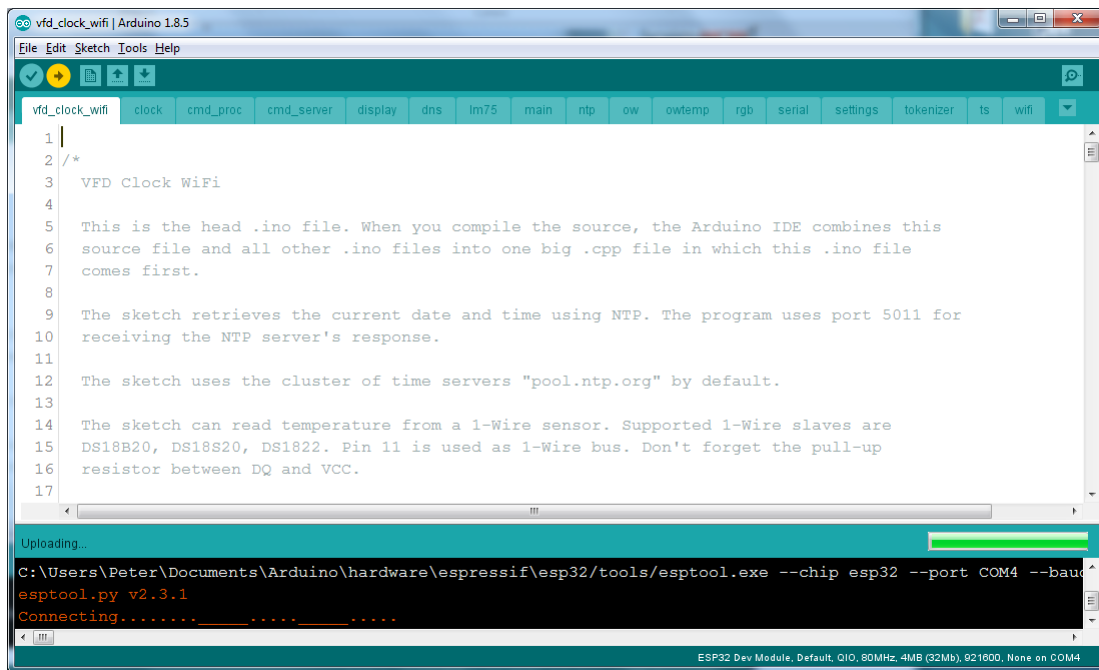 vfd_clock_wifi | Arduino 1.8.5
File Edit Sketch Tools Help
vfd_clock_wifi clock cmd_proc cmd_server display dns lm75 main ntp ow owtemp rgb serial settings tokenizer ts wifi
1
2 /*
3 VFD Clock WiFi
4
5 This is the head .ino file. When you compile the source, the Arduino IDE combines this
6 source file and all other .ino files into one big .cpp file in which this .ino file
7 comes first.
8
9 The sketch retrieves the current date and time using NTP. The program uses port 5011 for
10 receiving the NTP server's response.
11
12 The sketch uses the cluster of time servers "pool.ntp.org" by default.
13
14 The sketch can read temperature from a 1-Wire sensor. Supported 1-Wire slaves are
15 DS18B20, DS18S20, DS1822. Pin 11 is used as 1-Wire bus. Don't forget the pull-up
16 resistor between DQ and VCC.
17
Uploading...
C:\Users\Peter\Documents\Arduino\hardware\espressif\esp32/tools/esptool.exe --chip esp32 --port COM4 --baud
esptool.py v2.3.1
Connecting........_____....._____.....
ESP32 Dev Module, Default, QIO, 80MHz, 4MB (32Mb), 921600, None on COM4